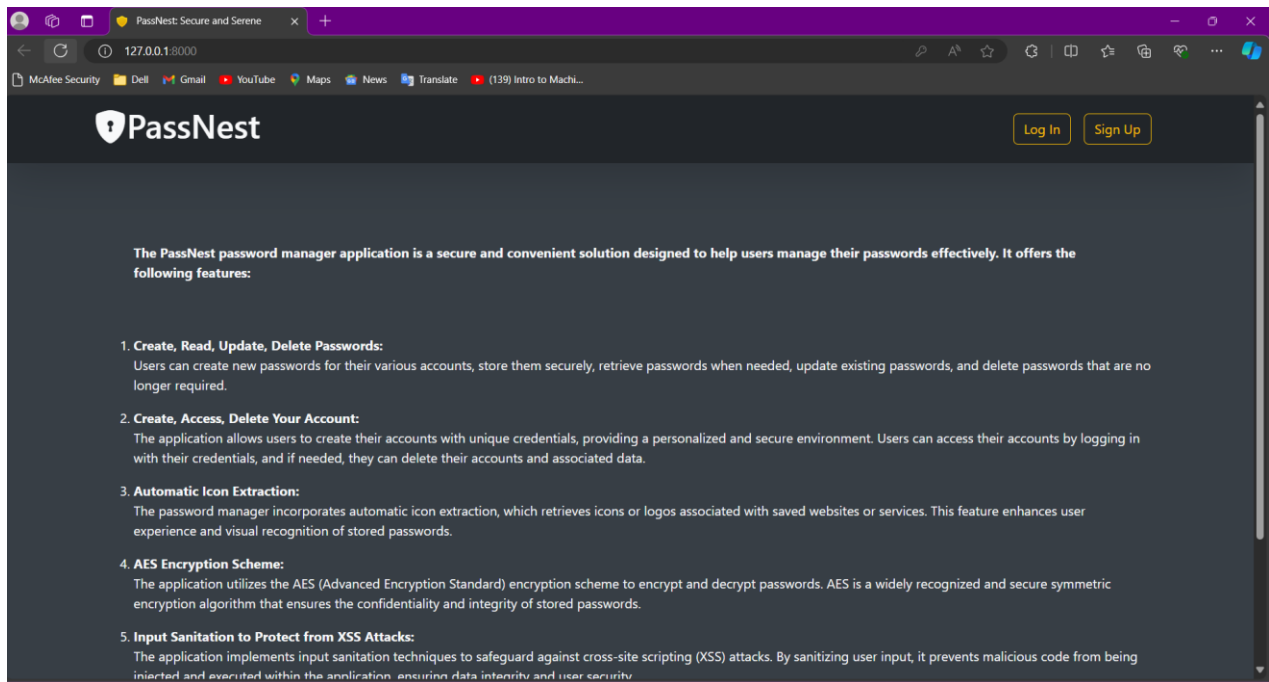 PassNest: Secure and Serene
127.0.0.1:8000
McAfee Security Dell Gmail YouTube Maps News Translate (139) Intro to Machi...
PassNest
Log In Sign Up
The PassNest password manager application is a secure and convenient solution designed to help users manage their passwords effectively. It offers the
following features:
1. Create, Read, Update, Delete Passwords:
Users can create new passwords for their various accounts, store them securely, retrieve passwords when needed, update existing passwords, and delete passwords that are no
longer required.
2. Create, Access, Delete Your Account:
The application allows users to create their accounts with unique credentials, providing a personalized and secure environment. Users can access their accounts by logging in
with their credentials, and if needed, they can delete their accounts and associated data.
3. Automatic Icon Extraction:
The password manager incorporates automatic icon extraction, which retrieves icons or logos associated with saved websites or services. This feature enhances user
experience and visual recognition of stored passwords.
4. AES Encryption Scheme:
The application utilizes the AES (Advanced Encryption Standard) encryption scheme to encrypt and decrypt passwords. AES is a widely recognized and secure symmetric
encryption algorithm that ensures the confidentiality and integrity of stored passwords.
5. Input Sanitation to Protect from XSS Attacks:
The application implements input sanitation techniques to safeguard against cross-site scripting (XSS) attacks. By sanitizing user input, it prevents malicious code from being
injected and executed within the application, ensuring data integrity and user security.